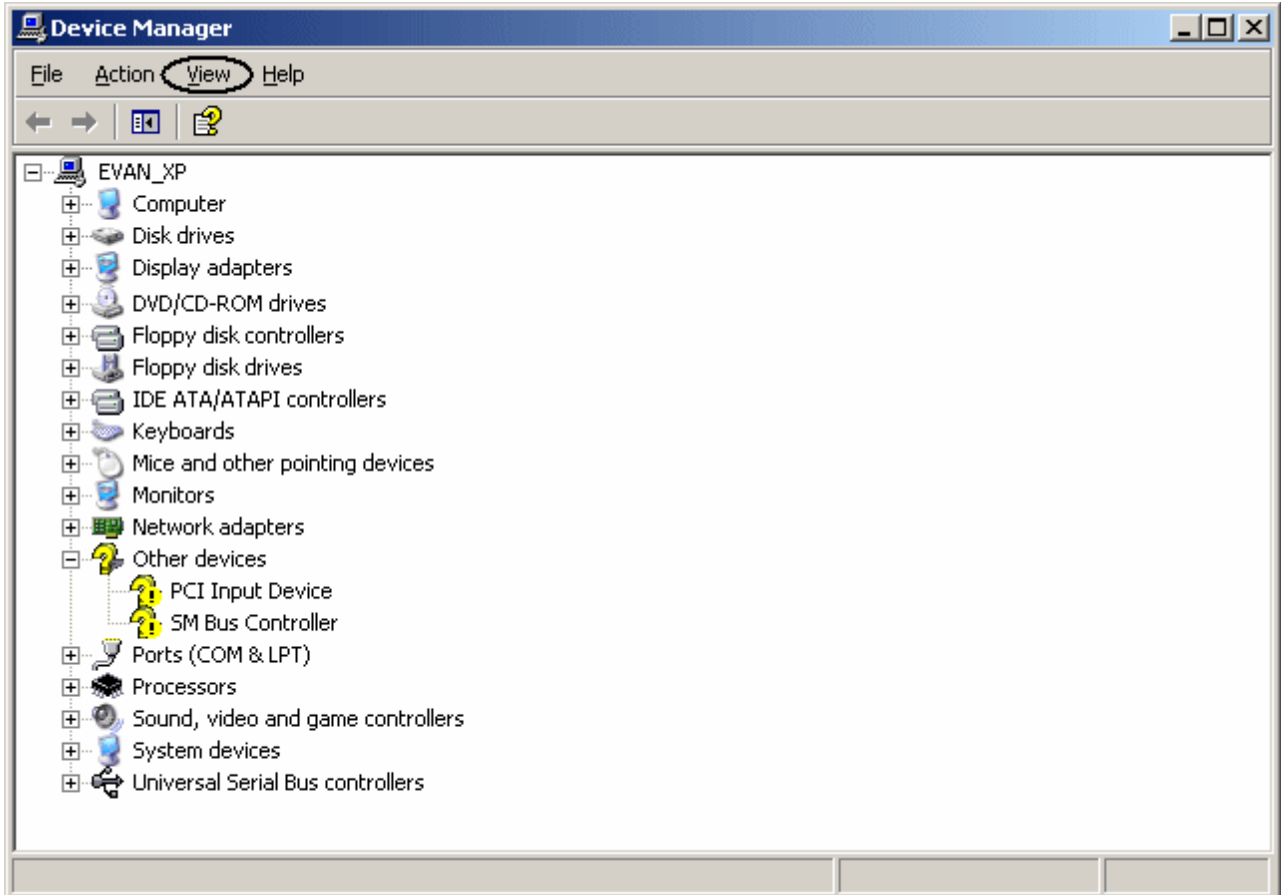 Device Manager
File Action View Help
EVAN_XP
Computer
Disk drives
Display adapters
DVD/CD-ROM drives
Floppy disk controllers
Floppy disk drives
IDE ATA/ATAPI controllers
Keyboards
Mice and other pointing devices
Monitors
Network adapters
Other devices
PCI Input Device
SM Bus Controller
Ports (COM & LPT)
Processors
Sound, video and game controllers
System devices
Universal Serial Bus controllers